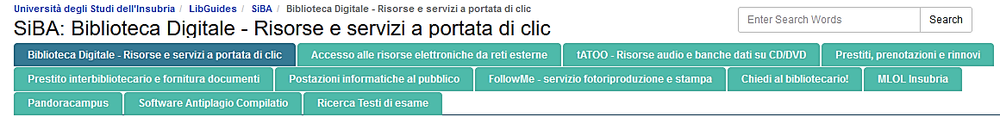 Università degli Studi dell'Insubria / LibGuides / SiBA / Biblioteca Digitale - Risorse e servizi a portata di clic
SiBA: Biblioteca Digitale - Risorse e servizi a portata di clic
Enter Search Words Search
Biblioteca Digitale - Risorse e servizi a portata di clic Accesso alle risorse elettroniche da reti esterne tATOO - Risorse audio e banche dati su CD/DVD Prestiti, prenotazioni e rinnovi
Prestito interbibliotecario e fornitura documenti Postazioni informatiche al pubblico FollowMe - servizio fotoriproduzione e stampa Chiedi al bibliotecario! MLOL Insubria
Pandoracampus Software Antiplagio Compilatio Ricerca Testi di esame